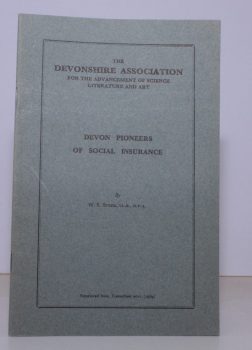 THE
DEVONSHIRE ASSOCIATION
FOR THE ADVANCEMENT OF SCIENCE
LITERATURE AND ART
DEVON PIONEERS
OF SOCIAL INSURANCE
By